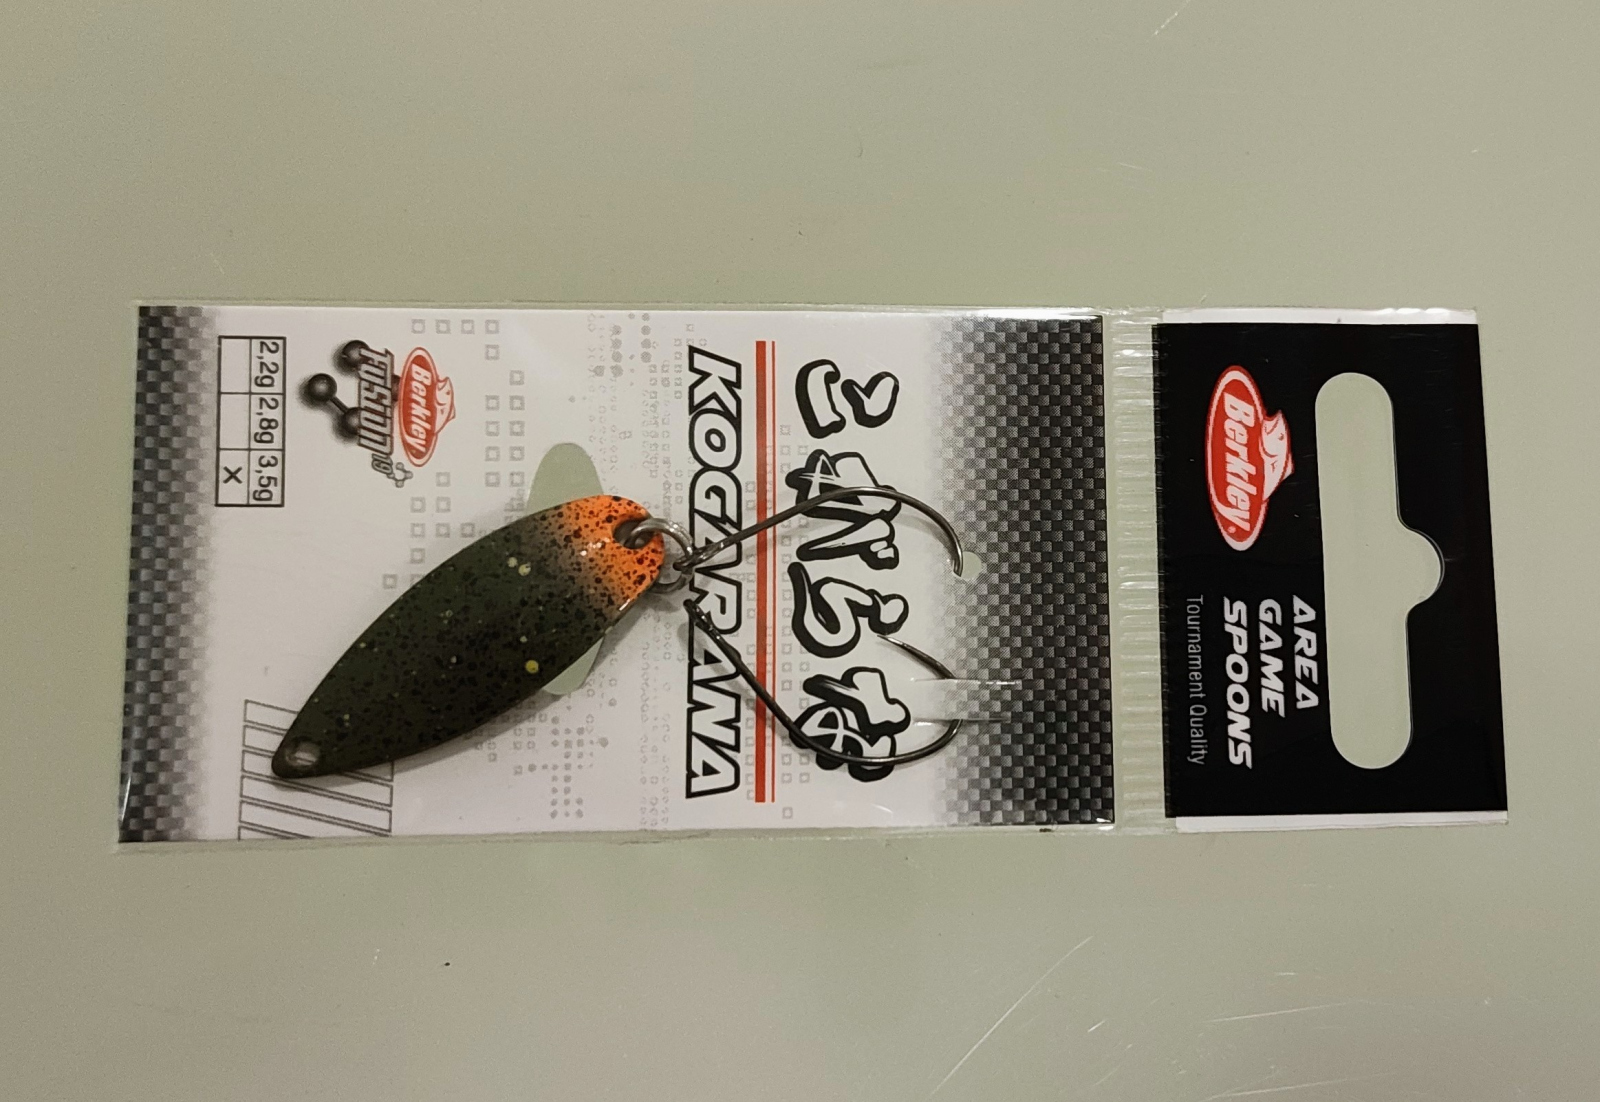 Berkley
AREA
GAME
SPOONS
Tournament Quality
こがらな
KOGARANA
Berkley
FUSION19
2,2g 2,8g 3,5g
X